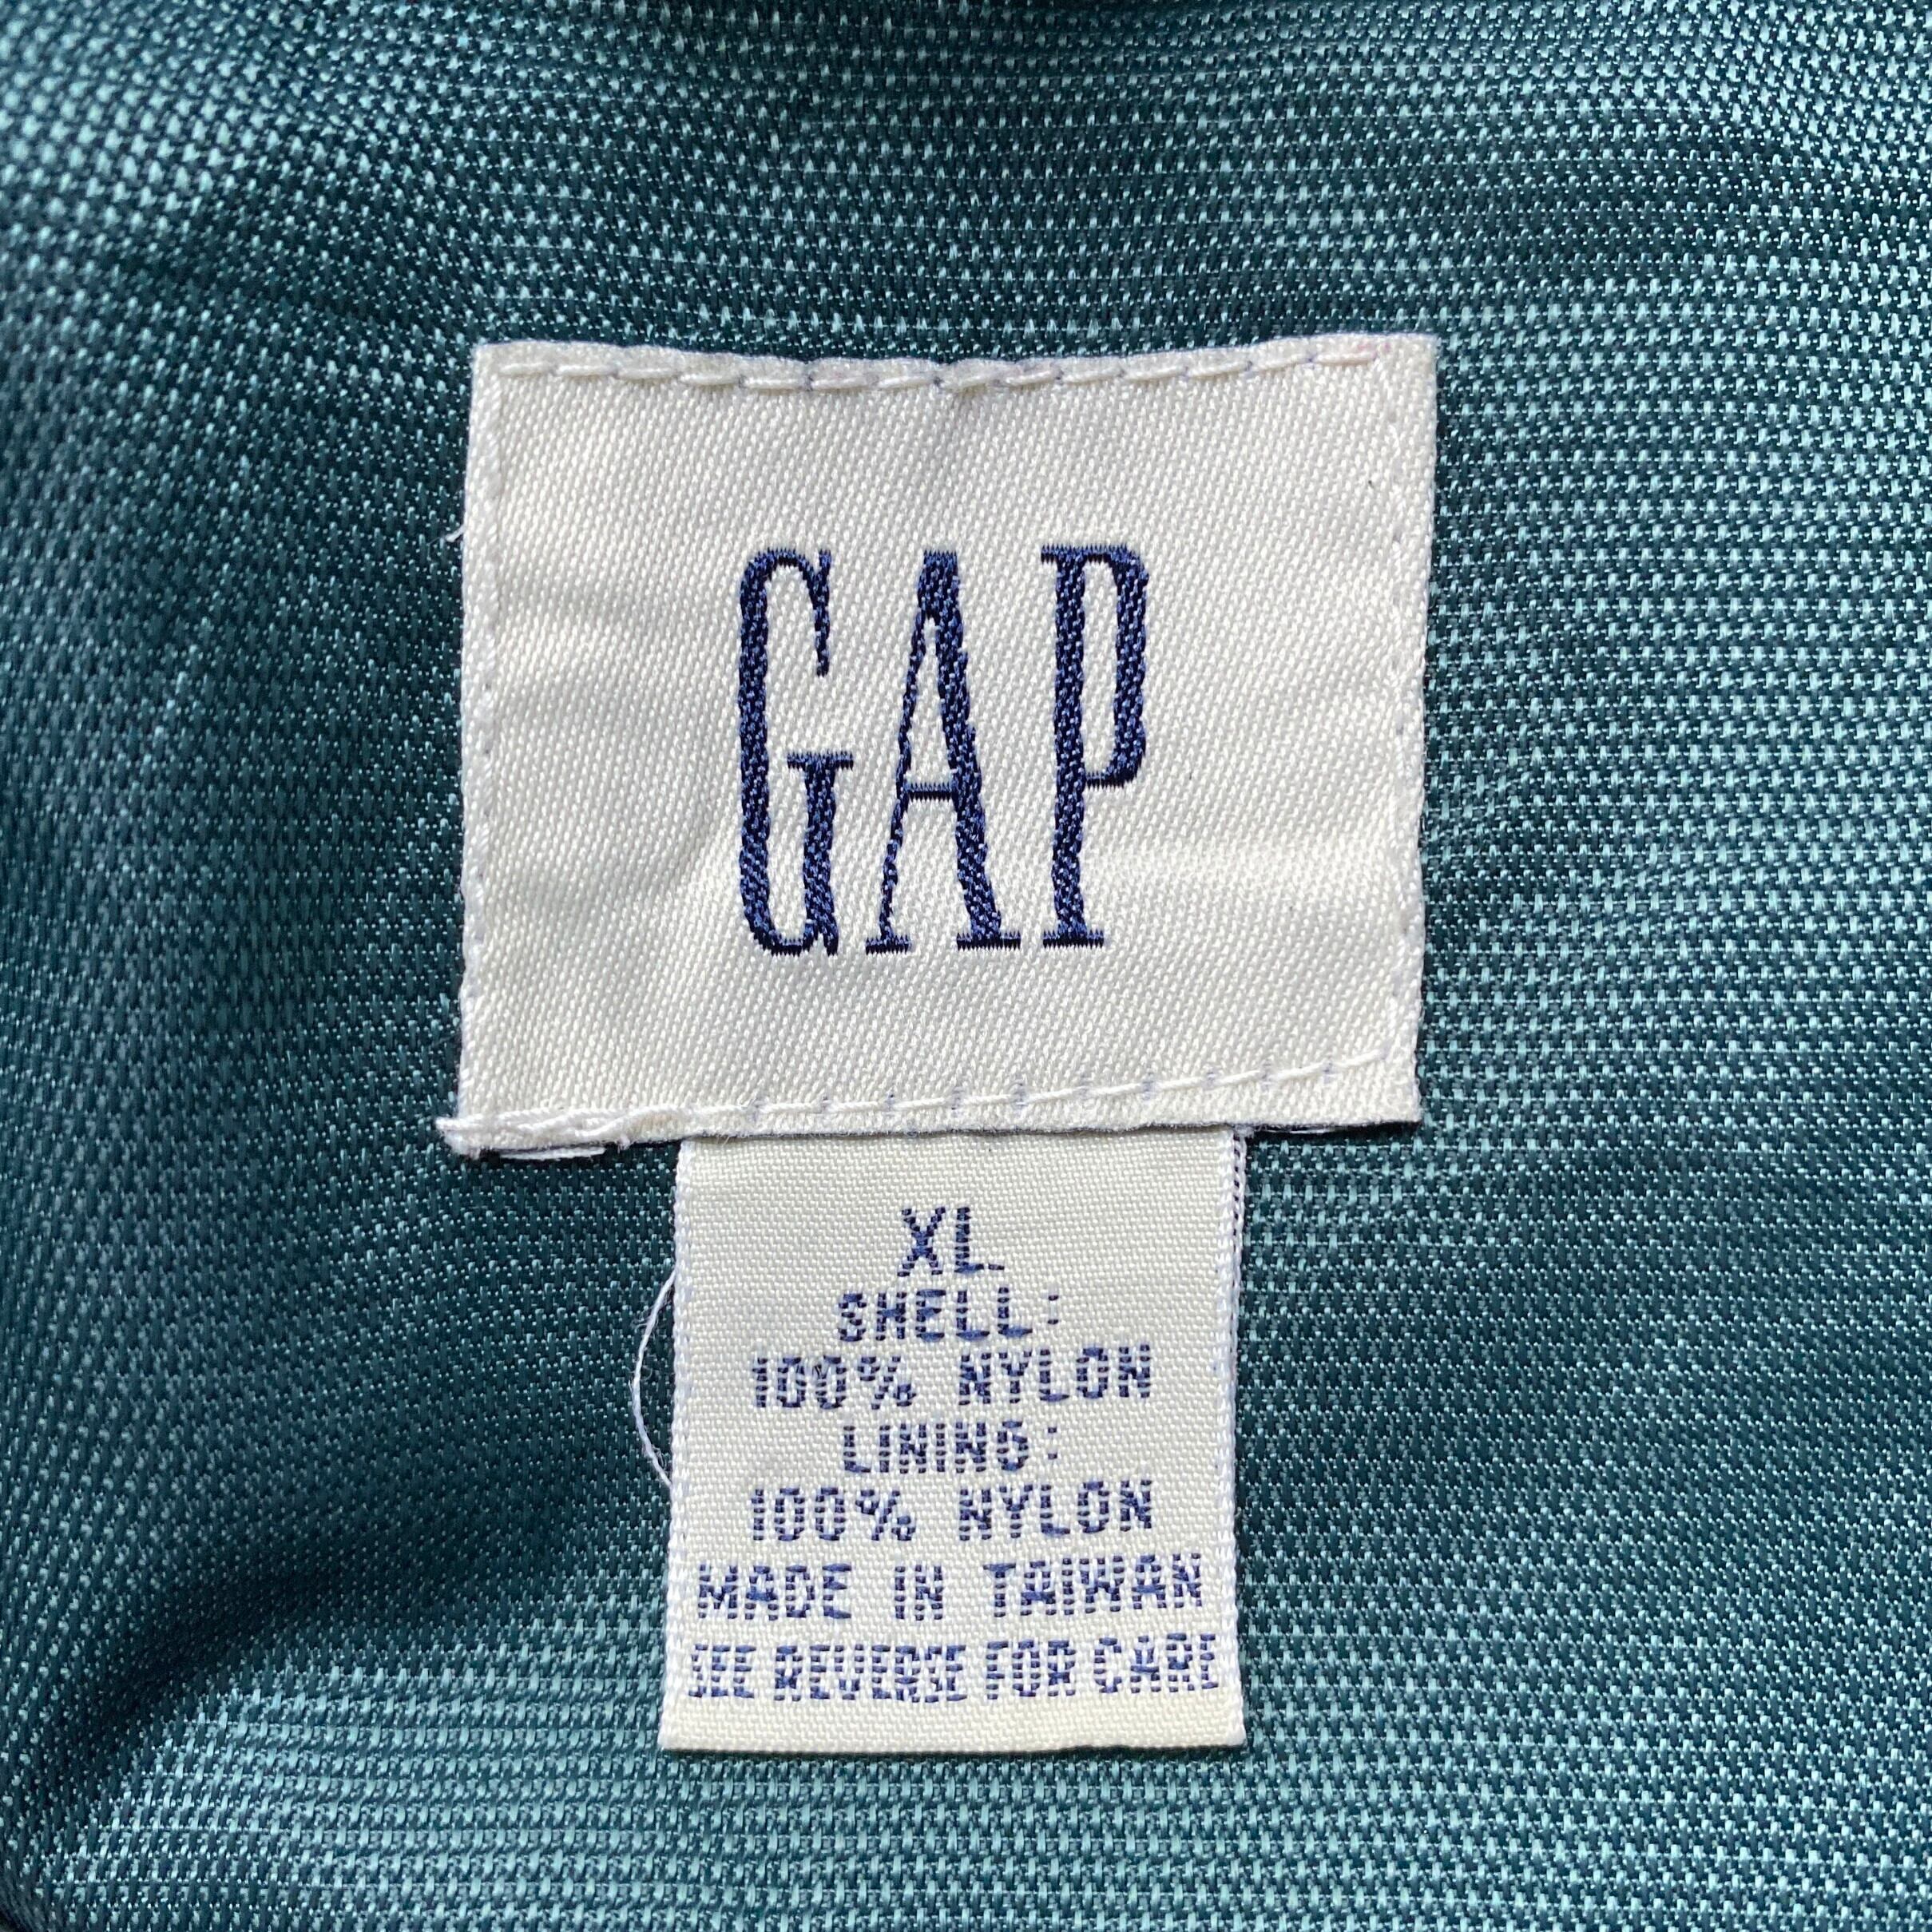 GAP
XL
SHELL:
100% NYLON
LINING:
100% NYLON
MADE IN TAIWAN
SEE REVERSE FOR CARE